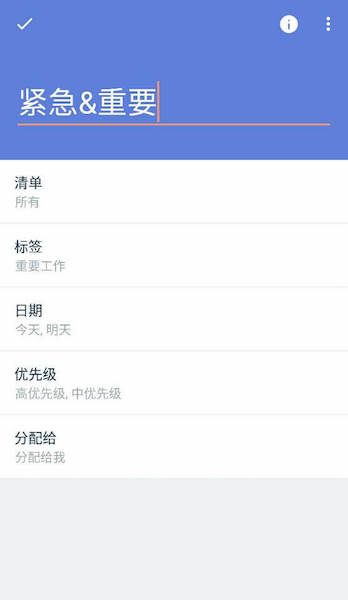 紧急&重要
清单
所有
标签
重要工作
日期
今天, 明天
优先级
高优先级, 中优先级
分配给
分配给我